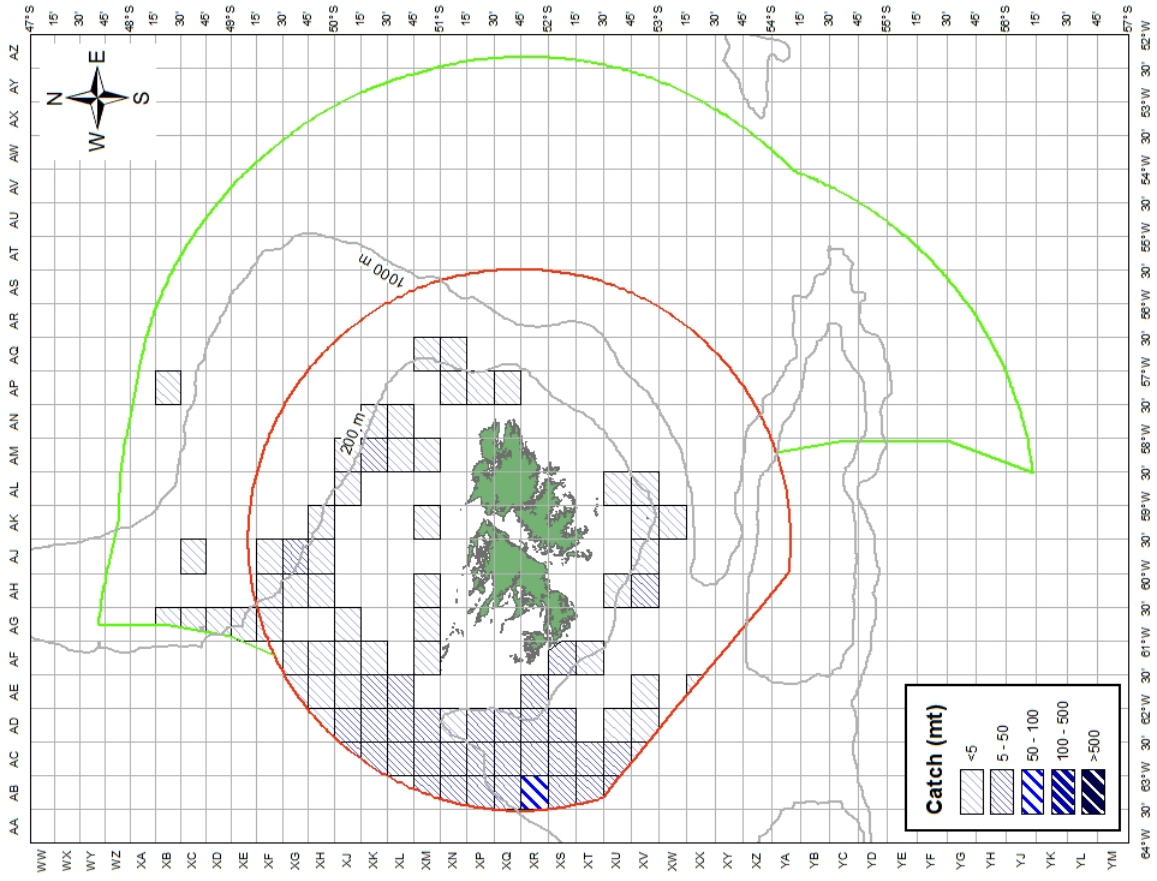 AA AB AC AD AE AF AG AH AJ AK AL AM AN AP AQ AR AS AT AU AV AW AX AY AZ
WW
WX
WY
WZ
XA
XB
XC
XD
XE
XF
XG
XH
XJ
XK
XL
XM
XN
XP
XQ
XR
XS
XT
XU
XV
XW
XX
XY
XZ
YA
YB
YC
YD
YE
YF
YG
YH
YJ
YK
YL
YM
N
W E
S
1000 m
200 m
Catch (mt)
<5
5 - 50
50 - 100
100 - 500
>500
47°S
15'
30'
45'
48°S
15'
30'
45'
49°S
15'
30'
45'
50°S
15'
30'
45'
51°S
15'
30'
45'
52°S
15'
30'
45'
53°S
15'
30'
45'
54°S
15'
30'
45'
55°S
15'
30'
45'
56°S
15'
30'
45'
57°S
64°W 30' 63°W 30' 62°W 30' 61°W 30' 60°W 30' 59°W 30' 58°W 30' 57°W 30' 56°W 30' 55°W 30' 54°W 30' 53°W 30' 52°W